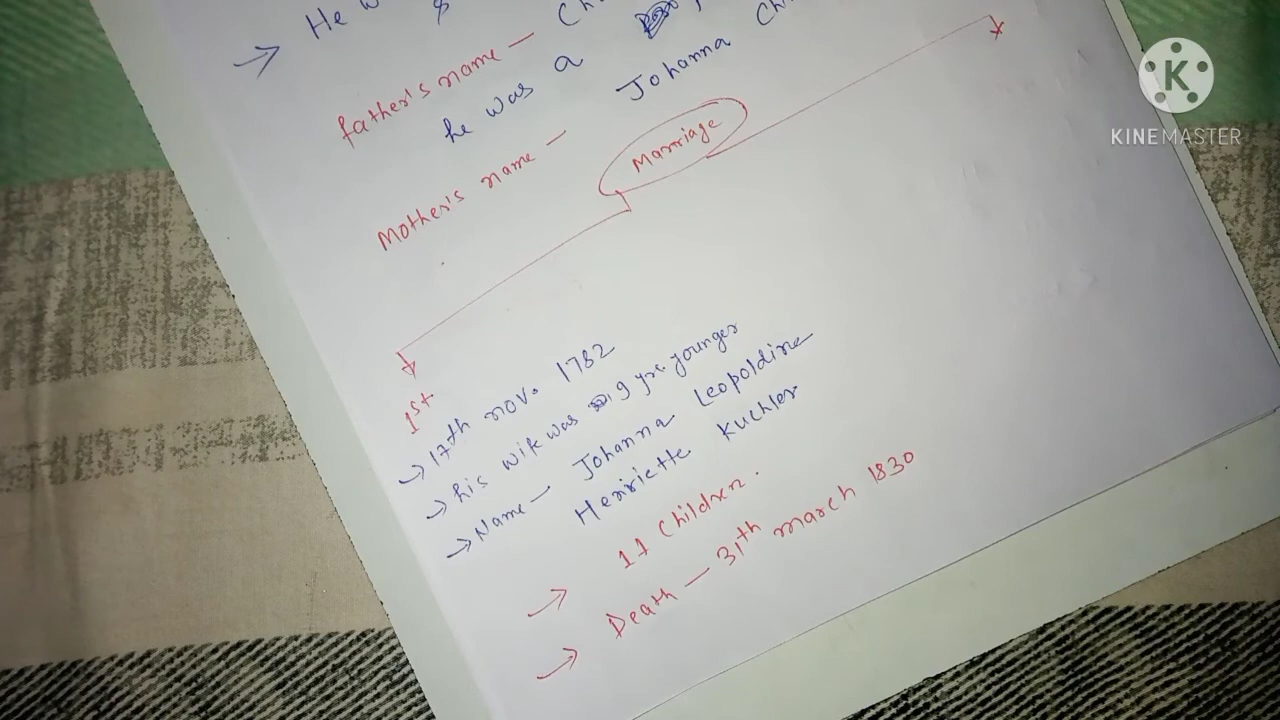 → He w
father's name - Ch
he was a
Mother's name - Johanna Ch
Marriage
1st
→ 17th nov. 1782
→ his wife was 9 yrs. younger
→ Name - Johanna Leopoldine
Henriette Kuchler
→ 11 Children.
→ Death - 31th march 1830
K
KINEMASTER